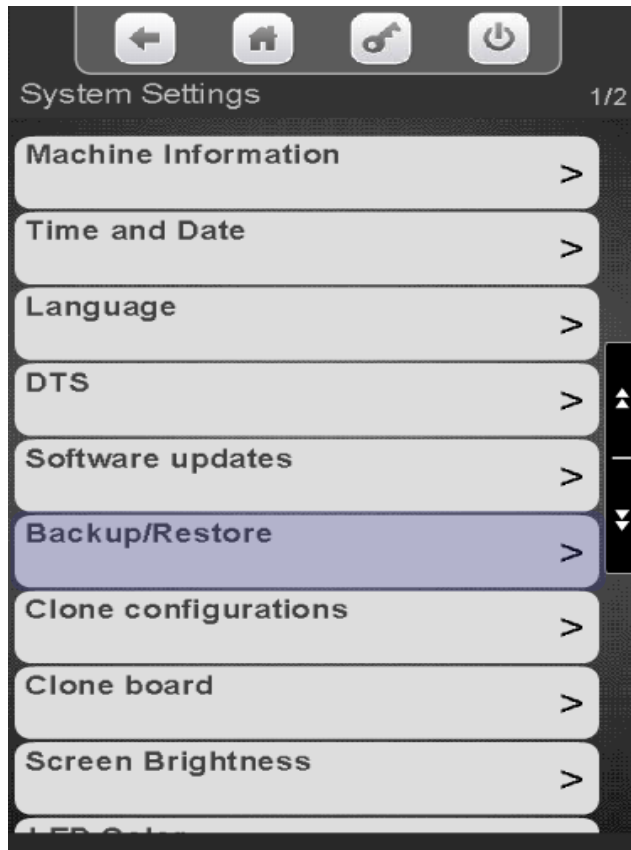 System Settings 1/2
Machine Information >
Time and Date >
Language >
DTS >
Software updates >
Backup/Restore >
Clone configurations >
Clone board >
Screen Brightness >